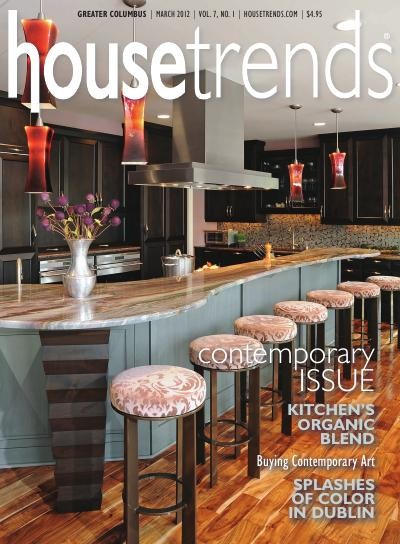 GREATER COLUMBUS | MARCH 2012 | VOL. 7, NO. 1 | HOUSETRENDS.COM | $4.95
housetrends®
contemporary
ISSUE
KITCHEN'S
ORGANIC
BLEND
Buying Contemporary Art
SPLASHES
OF COLOR
IN DUBLIN